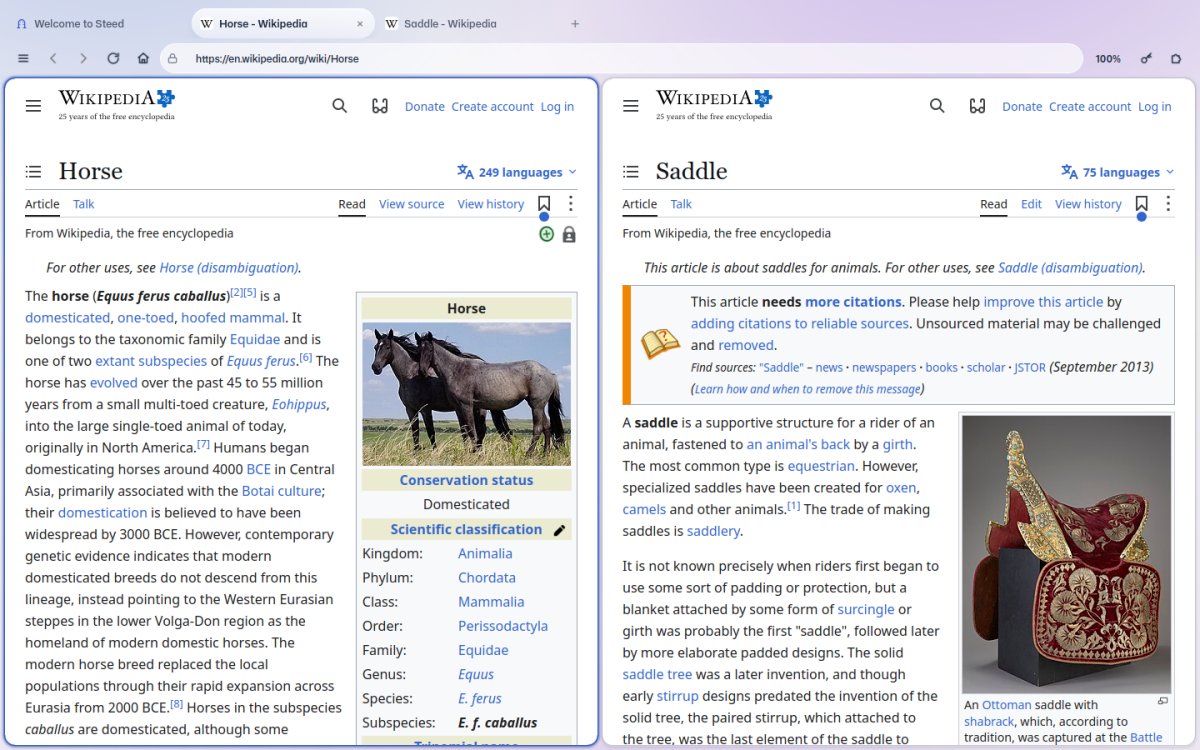 Welcome to Steed
Horse - Wikipedia
Saddle - Wikipedia
https://en.wikipedia.org/wiki/Horse
100%
WIKIPEDIA
25 years of the free encyclopedia
Donate Create account Log in
Horse
249 languages
Article Talk Read View source View history
From Wikipedia, the free encyclopedia
For other uses, see Horse (disambiguation).
The horse (Equus ferus caballus)[2][5] is a
domesticated, one-toed, hoofed mammal. It
belongs to the taxonomic family Equidae and is
one of two extant subspecies of Equus ferus.[6] The
horse has evolved over the past 45 to 55 million
years from a small multi-toed creature, Eohippus,
into the large single-toed animal of today,
originally in North America.[7] Humans began
domesticating horses around 4000 BCE in Central
Asia, primarily associated with the Botai culture;
their domestication is believed to have been
widespread by 3000 BCE. However, contemporary
genetic evidence indicates that modern
domesticated breeds do not descend from this
lineage, instead pointing to the Western Eurasian
steppes in the lower Volga-Don region as the
homeland of modern domestic horses. The
modern horse breed replaced the local
populations through their rapid expansion across
Eurasia from 2000 BCE.[8] Horses in the subspecies
caballus are domesticated, although some
Horse
Conservation status
Domesticated
Scientific classification
Kingdom: Animalia
Phylum: Chordata
Class: Mammalia
Order: Perissodactyla
Family: Equidae
Genus: Equus
Species: E. ferus
Subspecies: E. f. caballus
Trinomial name
WIKIPEDIA
25 years of the free encyclopedia
Donate Create account Log in
Saddle
75 languages
Article Talk Read Edit View history
From Wikipedia, the free encyclopedia
This article is about saddles for animals. For other uses, see Saddle (disambiguation).
This article needs more citations. Please help improve this article by
adding citations to reliable sources. Unsourced material may be challenged
and removed.
Find sources: "Saddle" – news · newspapers · books · scholar · JSTOR (September 2013)
(Learn how and when to remove this message)
A saddle is a supportive structure for a rider of an
animal, fastened to an animal's back by a girth.
The most common type is equestrian. However,
specialized saddles have been created for oxen,
camels and other animals.[1] The trade of making
saddles is saddlery.
It is not known precisely when riders first began to
use some sort of padding or protection, but a
blanket attached by some form of surcingle or
girth was probably the first "saddle", followed later
by more elaborate padded designs. The solid
saddle tree was a later invention, and though
early stirrup designs predated the invention of the
solid tree, the paired stirrup, which attached to
the tree, was the last element of the saddle to
An Ottoman saddle with
shabrack, which, according to
tradition, was captured at the Battle